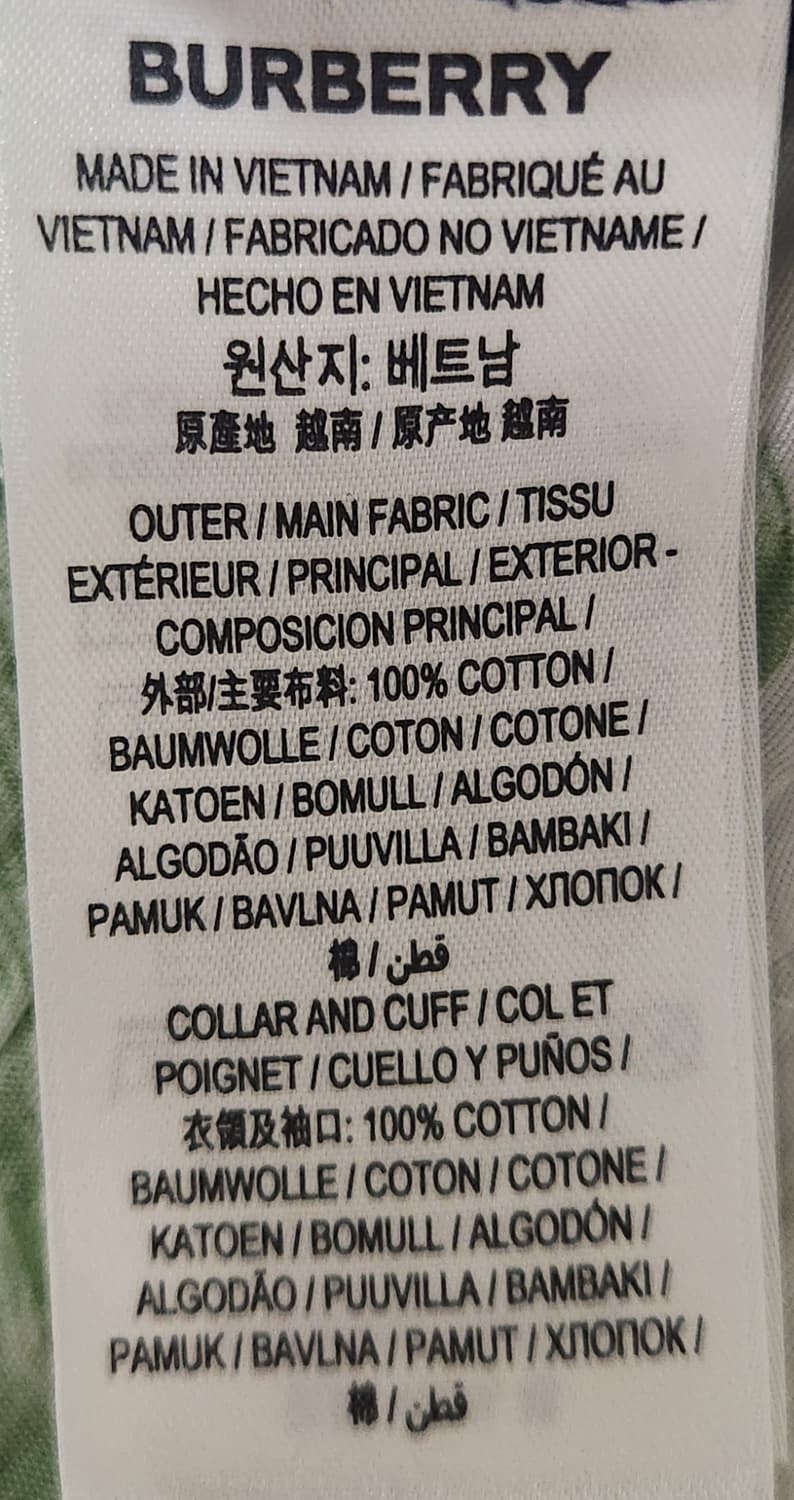 BURBERRY
MADE IN VIETNAM / FABRIQUÉ AU
VIETNAM / FABRICADO NO VIETNAME /
HECHO EN VIETNAM
원산지: 베트남
原產地 越南 / 原产地 越南
OUTER / MAIN FABRIC / TISSU
EXTÉRIEUR / PRINCIPAL / EXTERIOR -
COMPOSICION PRINCIPAL /
外部/主要布料: 100% COTTON /
BAUMWOLLE / COTON / COTONE /
KATOEN / BOMULL / ALGODÓN /
ALGODÃO / PUUVILLA / BAMBAKI /
PAMUK / BAVLNA / PAMUT / ХЛОПОК /
棉 / قطن
COLLAR AND CUFF / COL ET
POIGNET / CUELLO Y PUÑOS /
衣領及袖口: 100% COTTON /
BAUMWOLLE / COTON / COTONE /
KATOEN / BOMULL / ALGODÓN /
ALGODÃO / PUUVILLA / BAMBAKI /
PAMUK / BAVLNA / PAMUT / ХЛОПОК /
棉 / قطن